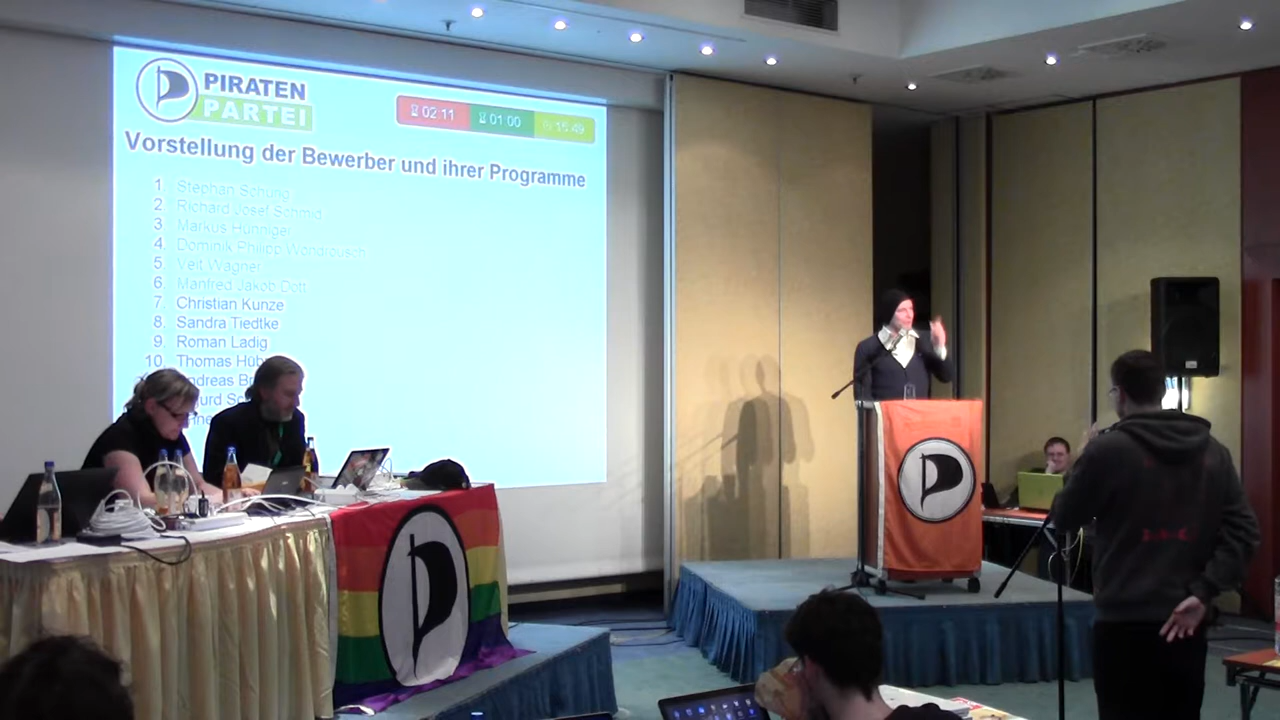 PIRATEN
PARTEI
02:11 01:00 15:49
Vorstellung der Bewerber und ihrer Programme
1. Stephan Schurig
2. Richard Josef Schmid
3. Markus Hünniger
4. Dominik Philipp Wondrousch
5. Veit Wagner
6. Manfred Jakob Dott
7. Christian Kunze
8. Sandra Tiedtke
9. Roman Ladig
10. Thomas